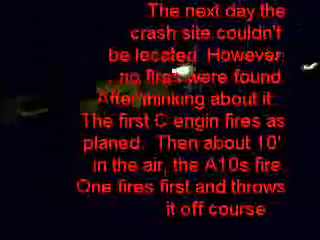 The next day the
crash site couldn't
be located. However,
no fires were found.
After thinking about it...
The first C engin fires as
planed. Then about 10'
in the air, the A10s fire.
One fires first and throws
it off course